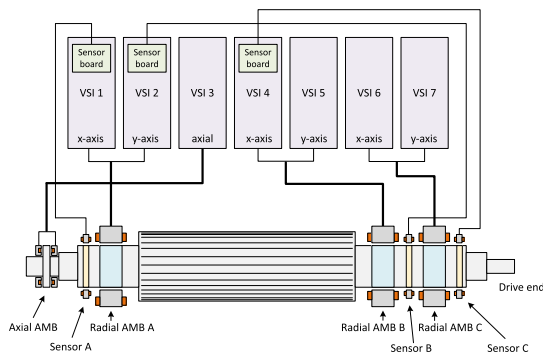 Sensor
board
Sensor
board
Sensor
board
VSI 1
VSI 2
VSI 3
VSI 4
VSI 5
VSI 6
VSI 7
x-axis
y-axis
axial
x-axis
y-axis
x-axis
y-axis
Drive end
Axial AMB
Radial AMB A
Radial AMB B
Radial AMB C
Sensor A
Sensor B
Sensor C